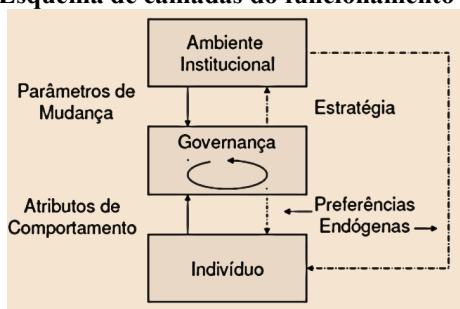 Esquema de camadas do funcionamento
Ambiente
Institucional
Parâmetros de
Mudança
Estratégia
Governança
Atributos de
Comportamento
Preferências
Endógenas
Indivíduo